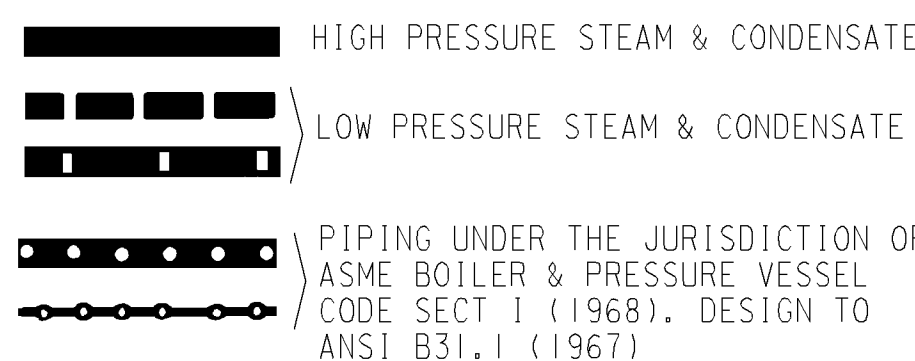 HIGH PRESSURE STEAM & CONDENSATE
LOW PRESSURE STEAM & CONDENSATE
PIPING UNDER THE JURISDICTION OF
ASME BOILER & PRESSURE VESSEL
CODE SECT I (1968). DESIGN TO
ANSI B31.1 (1967)